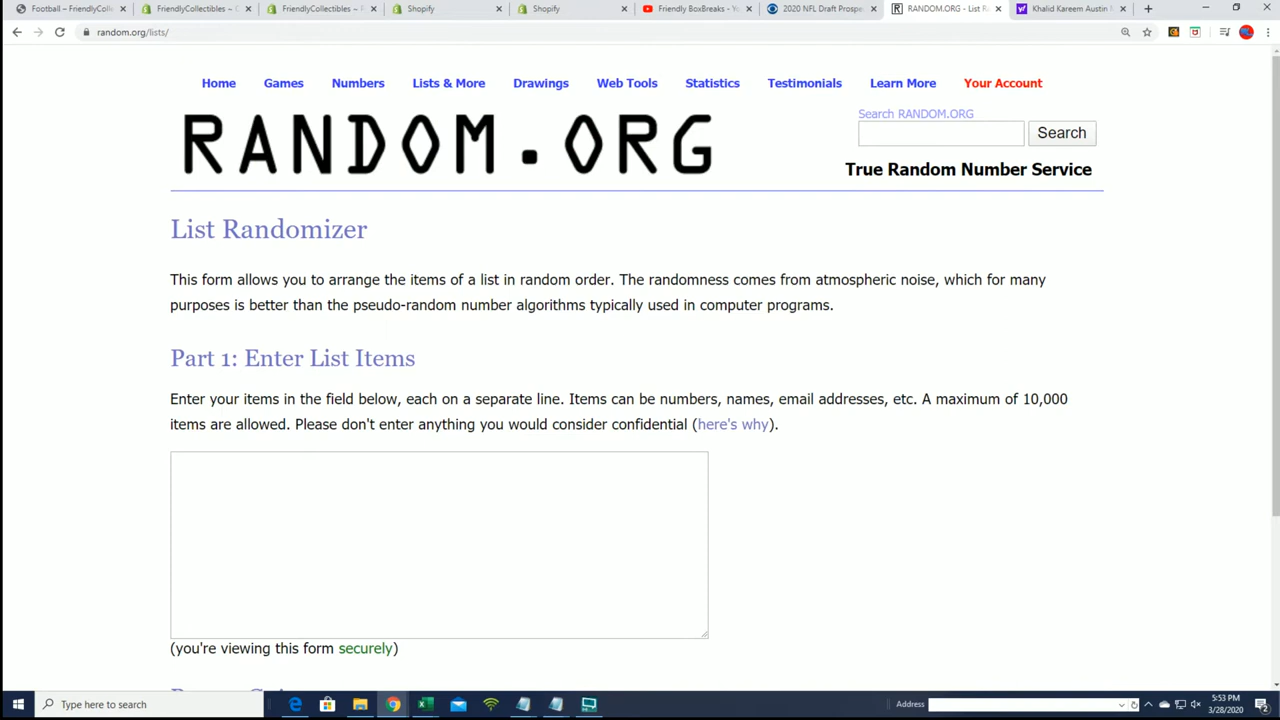 Football – FriendlyColle
FriendlyCollectibles ~ C
FriendlyCollectibles ~ F
Shopify
Shopify
Friendly BoxBreaks - Yo
2020 NFL Draft Prospe
RANDOM.ORG - List R
Khalid Kareem Austin
random.org/lists/
Home Games Numbers Lists & More Drawings Web Tools Statistics Testimonials Learn More Your Account
RANDOM.ORG
Search RANDOM.ORG
Search
True Random Number Service
List Randomizer
This form allows you to arrange the items of a list in random order. The randomness comes from atmospheric noise, which for many
purposes is better than the pseudo-random number algorithms typically used in computer programs.
Part 1: Enter List Items
Enter your items in the field below, each on a separate line. Items can be numbers, names, email addresses, etc. A maximum of 10,000
items are allowed. Please don't enter anything you would consider confidential (here's why).
(you're viewing this form securely)
Type here to search
Address
5:53 PM
3/28/2020
2